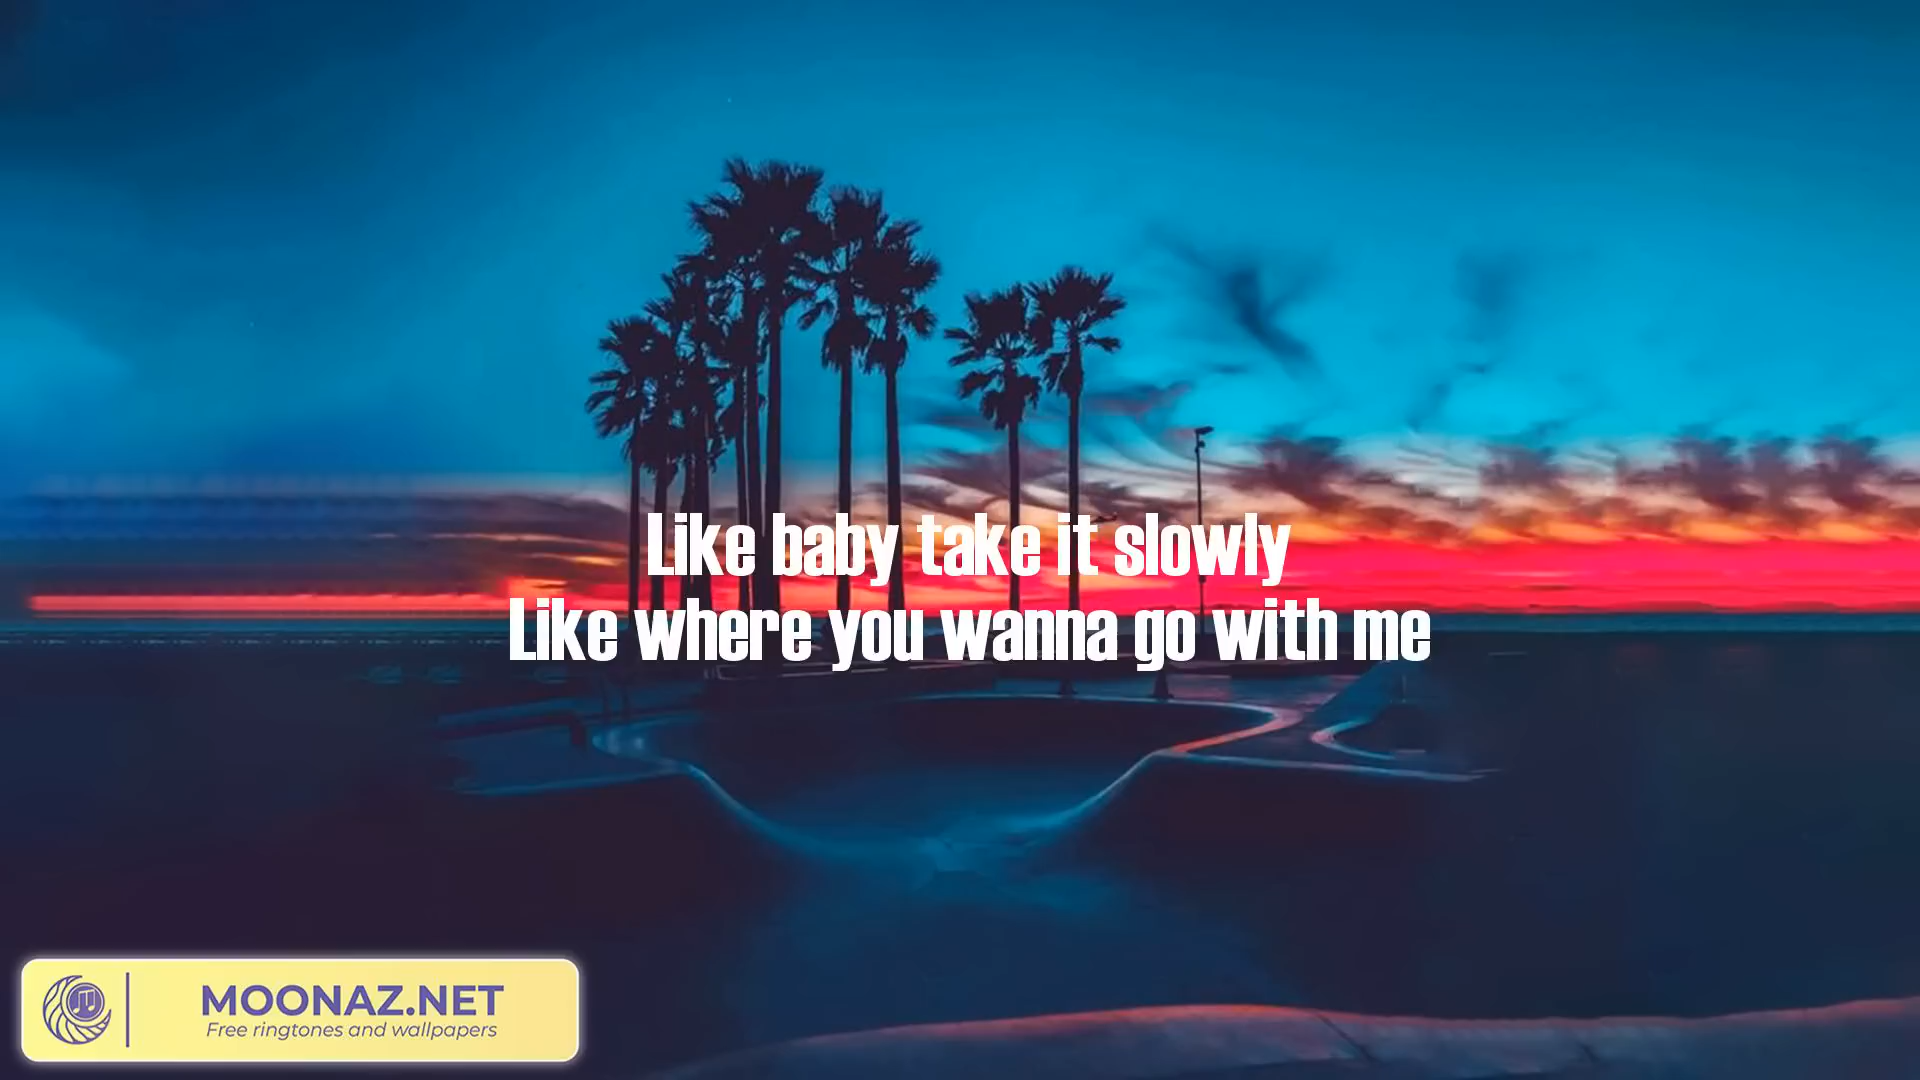 Like baby take it slowly
Like where you wanna go with me
MOONAZ.NET
Free ringtones and wallpapers